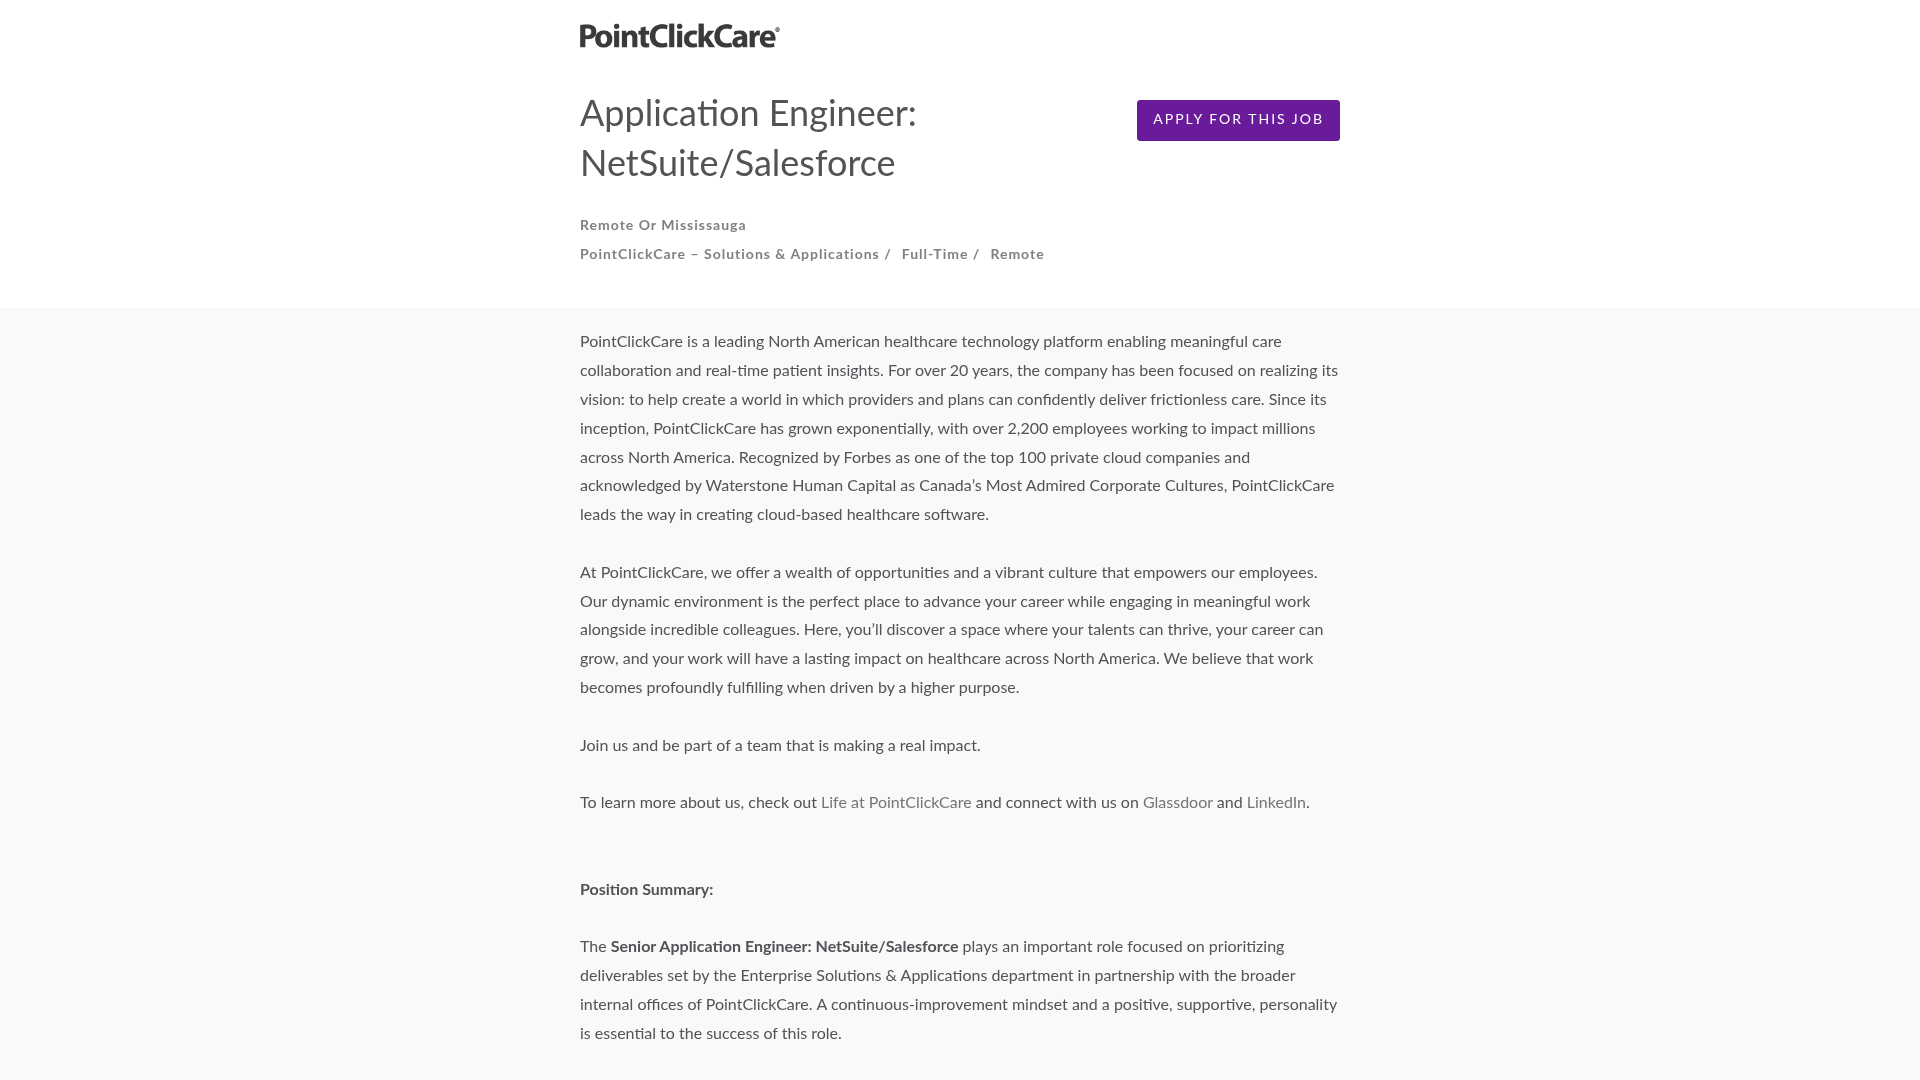 PointClickCare®
Application Engineer:
NetSuite/Salesforce
APPLY FOR THIS JOB
Remote Or Mississauga
PointClickCare – Solutions & Applications / Full-Time / Remote
PointClickCare is a leading North American healthcare technology platform enabling meaningful care
collaboration and real-time patient insights. For over 20 years, the company has been focused on realizing its
vision: to help create a world in which providers and plans can confidently deliver frictionless care. Since its
inception, PointClickCare has grown exponentially, with over 2,200 employees working to impact millions
across North America. Recognized by Forbes as one of the top 100 private cloud companies and
acknowledged by Waterstone Human Capital as Canada’s Most Admired Corporate Cultures, PointClickCare
leads the way in creating cloud-based healthcare software.
At PointClickCare, we offer a wealth of opportunities and a vibrant culture that empowers our employees.
Our dynamic environment is the perfect place to advance your career while engaging in meaningful work
alongside incredible colleagues. Here, you’ll discover a space where your talents can thrive, your career can
grow, and your work will have a lasting impact on healthcare across North America. We believe that work
becomes profoundly fulfilling when driven by a higher purpose.
Join us and be part of a team that is making a real impact.
To learn more about us, check out Life at PointClickCare and connect with us on Glassdoor and LinkedIn.
Position Summary:
The Senior Application Engineer: NetSuite/Salesforce plays an important role focused on prioritizing
deliverables set by the Enterprise Solutions & Applications department in partnership with the broader
internal offices of PointClickCare. A continuous-improvement mindset and a positive, supportive, personality
is essential to the success of this role.